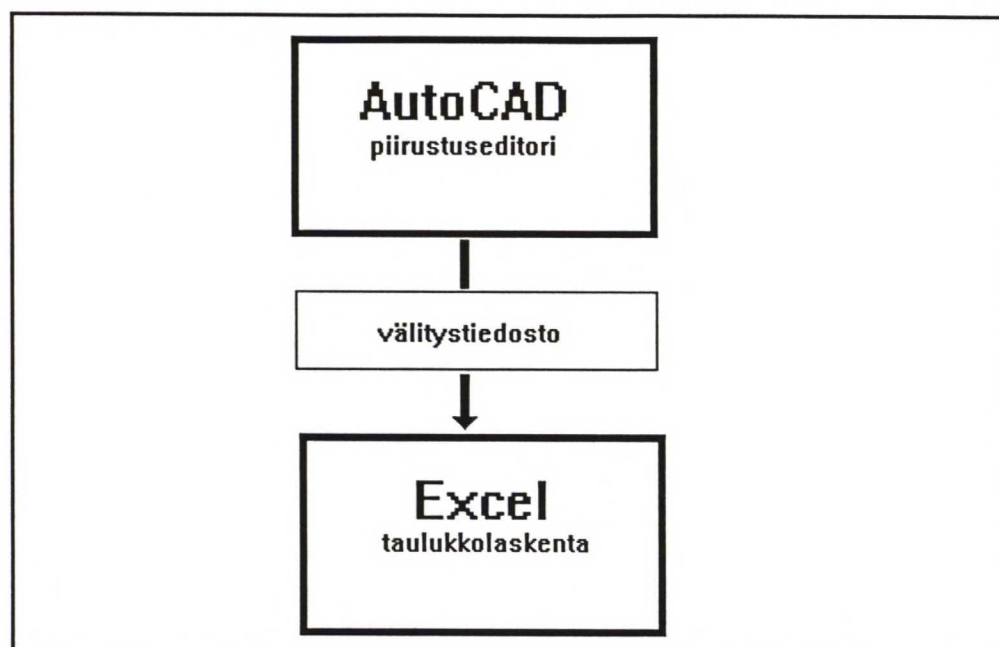 AutoCAD
piirustuseditori
välitystiedosto
Excel
taulukkolaskenta